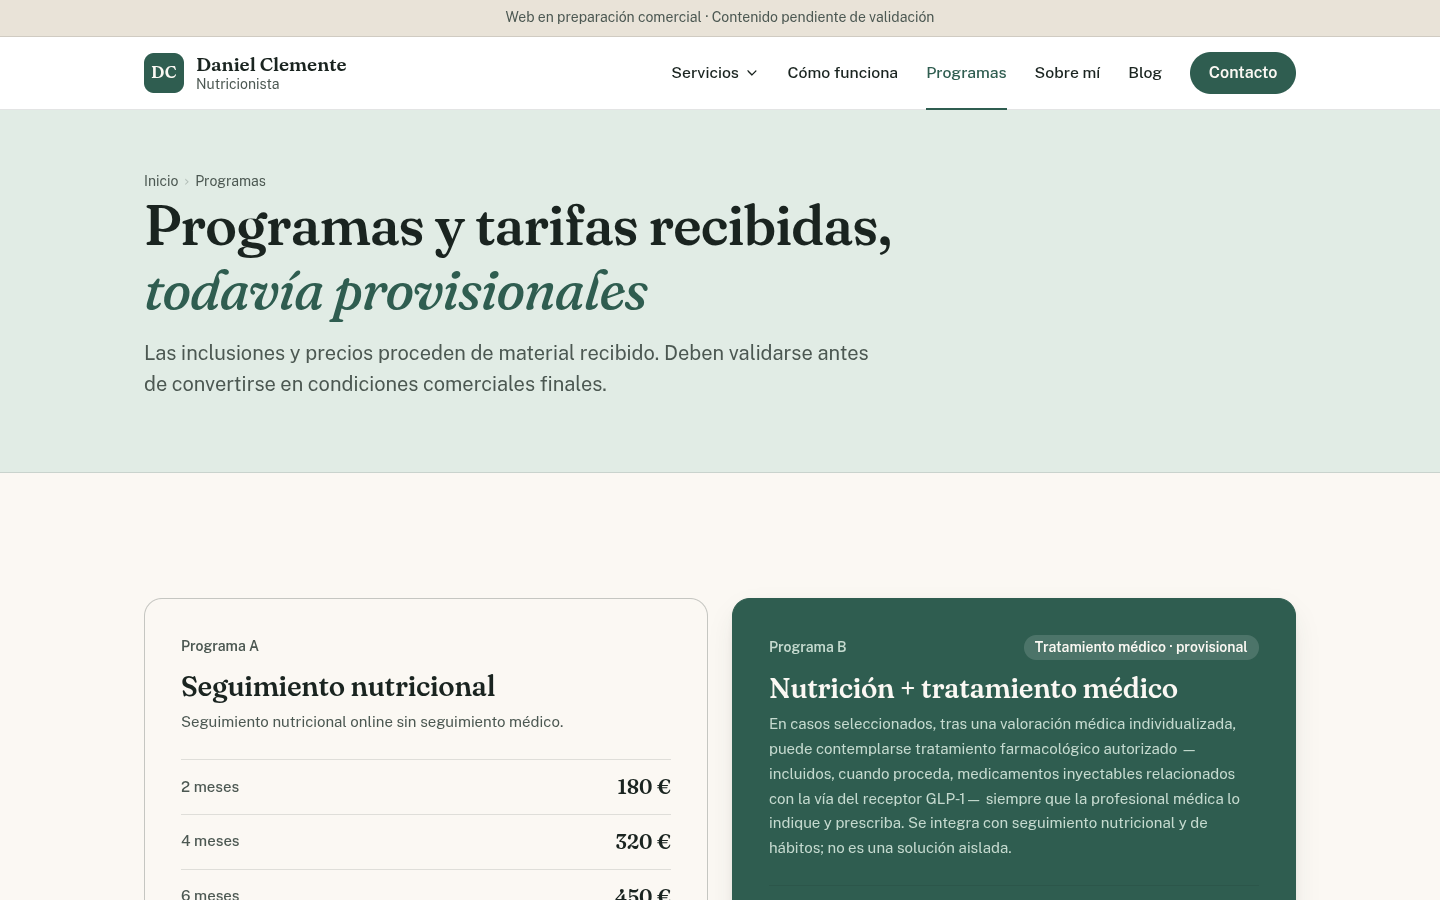 Web en preparación comercial · Contenido pendiente de validación
DC
Daniel Clemente
Nutricionista
Servicios
Cómo funciona
Programas
Sobre mí
Blog
Contacto
Inicio › Programas
Programas y tarifas recibidas,
todavía provisionales
Las inclusiones y precios proceden de material recibido. Deben validarse antes
de convertirse en condiciones comerciales finales.
Programa A
Seguimiento nutricional
Seguimiento nutricional online sin seguimiento médico.
2 meses 180 €
4 meses 320 €
6 meses 450 €
Programa B
Tratamiento médico · provisional
Nutrición + tratamiento médico
En casos seleccionados, tras una valoración médica individualizada,
puede contemplarse tratamiento farmacológico autorizado —
incluidos, cuando proceda, medicamentos inyectables relacionados
con la vía del receptor GLP-1— siempre que la profesional médica lo
indique y prescriba. Se integra con seguimiento nutricional y de
hábitos; no es una solución aislada.